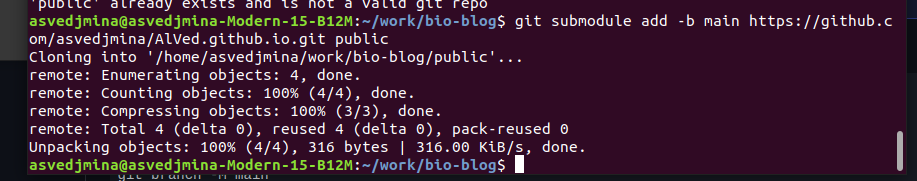 'public' already exists and is not a valid git repo
asvedjmina@asvedjmina-Modern-15-B12M:~/work/bio-blog$ git submodule add -b main https://github.c
om/asvedjmina/AlVed.github.io.git public
Cloning into '/home/asvedjmina/work/bio-blog/public'...
remote: Enumerating objects: 4, done.
remote: Counting objects: 100% (4/4), done.
remote: Compressing objects: 100% (3/3), done.
remote: Total 4 (delta 0), reused 4 (delta 0), pack-reused 0
Unpacking objects: 100% (4/4), 316 bytes | 316.00 KiB/s, done.
asvedjmina@asvedjmina-Modern-15-B12M:~/work/bio-blog$
git branch -M main